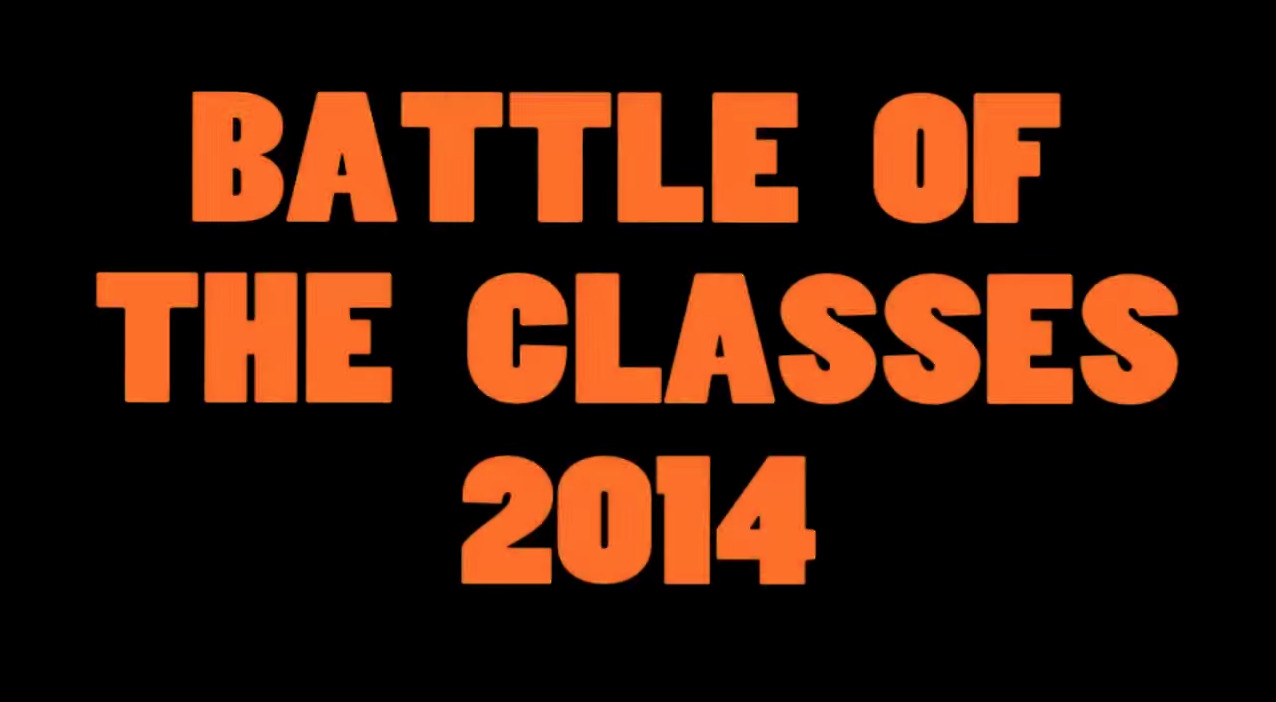 BATTLE OF
THE CLASSES
2014